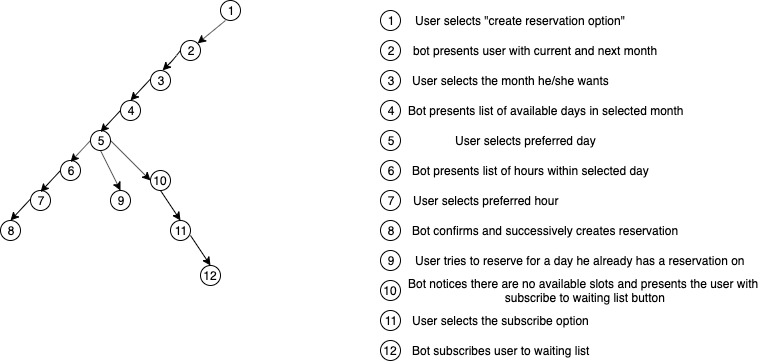 1
2
3
4
5
6
7
8
9
10
11
12
1 User selects "create reservation option"
2 bot presents user with current and next month
3 User selects the month he/she wants
4 Bot presents list of available days in selected month
5 User selects preferred day
6 Bot presents list of hours within selected day
7 User selects preferred hour
8 Bot confirms and successively creates reservation
9 User tries to reserve for a day he already has a reservation on
10 Bot notices there are no available slots and presents the user with
subscribe to waiting list button
11 User selects the subscribe option
12 Bot subscribes user to waiting list